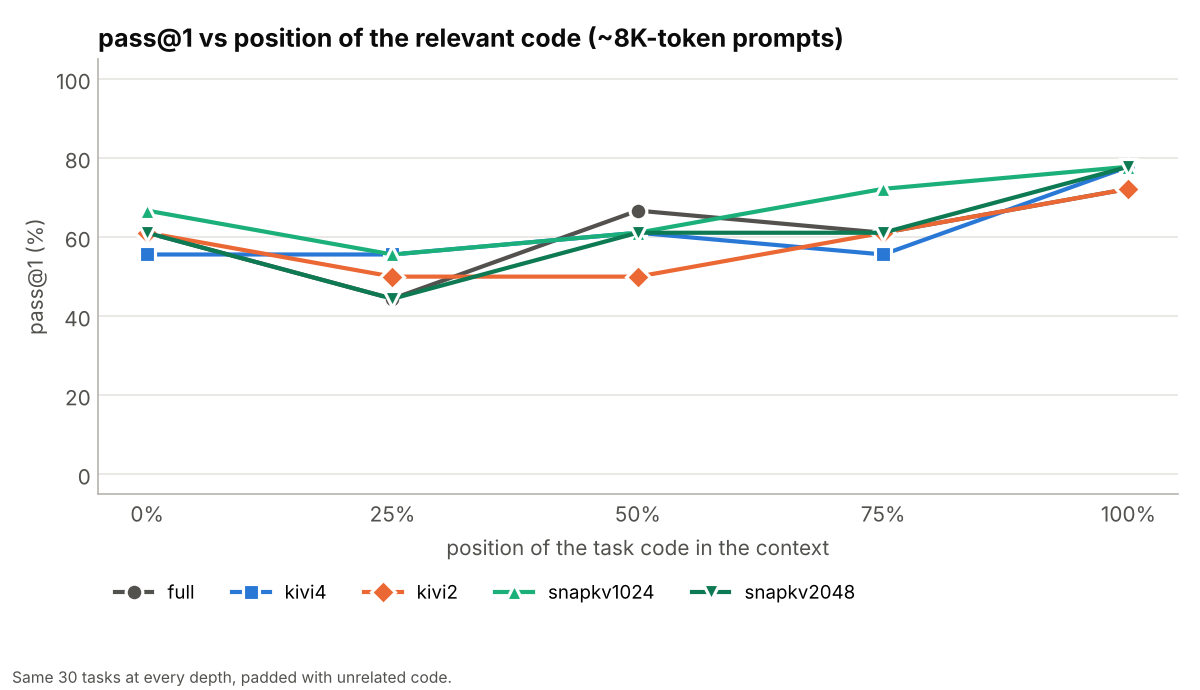 pass@1 vs position of the relevant code (~8K-token prompts)
100
80
60
40
20
0
pass@1 (%)
0% 25% 50% 75% 100%
position of the task code in the context
full kivi4 kivi2 snapkv1024 snapkv2048
Same 30 tasks at every depth, padded with unrelated code.